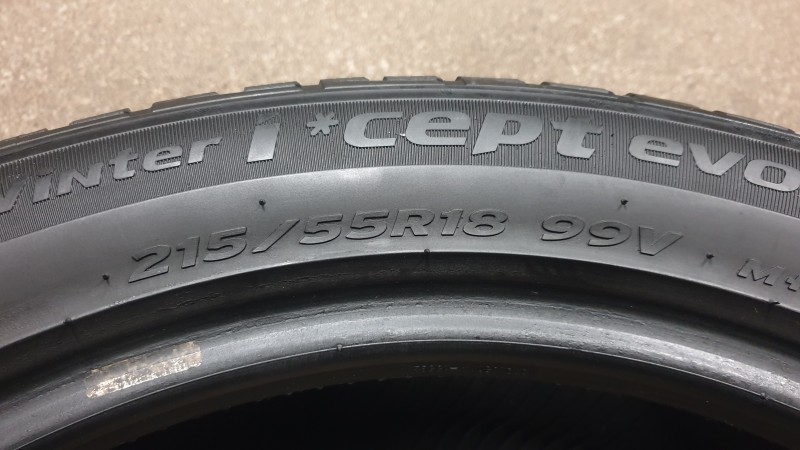 Winter i*cept evo
215/55R18 99V